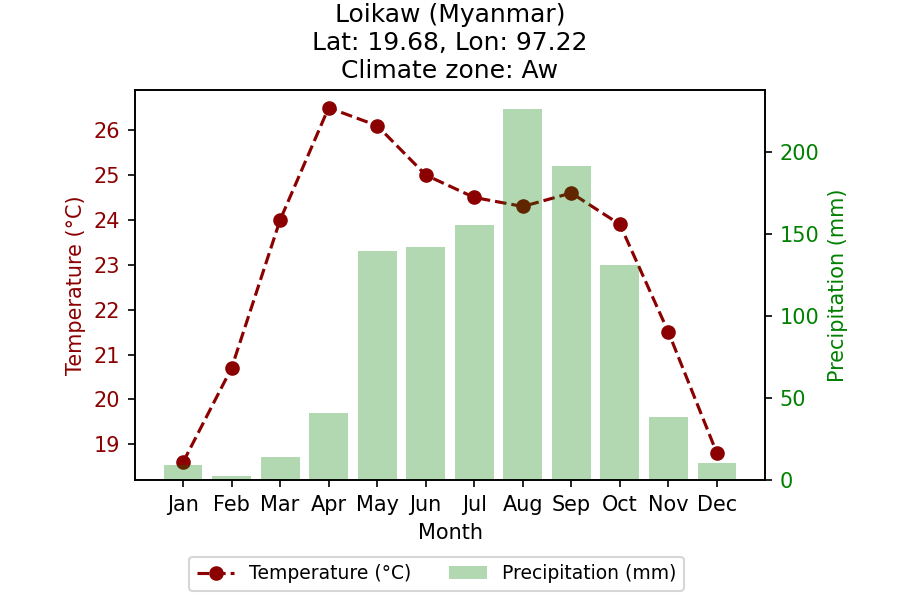 Loikaw (Myanmar)
Lat: 19.68, Lon: 97.22
Climate zone: Aw
Temperature (°C)
26
25
24
23
22
21
20
19
200
150
100
50
0
Precipitation (mm)
Jan Feb Mar Apr May Jun Jul Aug Sep Oct Nov Dec
Month
Temperature (°C) Precipitation (mm)